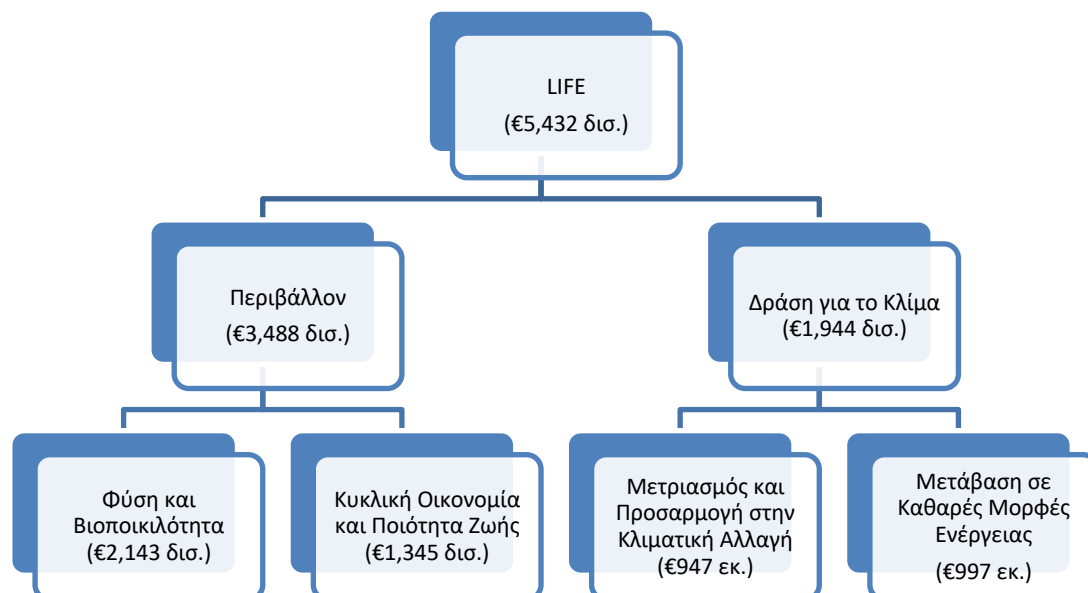 LIFE
(€5,432 δισ.)
Περιβάλλον
(€3,488 δισ.)
Δράση για το Κλίμα
(€1,944 δισ.)
Φύση και
Βιοποικιλότητα
(€2,143 δισ.)
Κυκλική Οικονομία
και Ποιότητα Ζωής
(€1,345 δισ.)
Μετριασμός και
Προσαρμογή στην
Κλιματική Αλλαγή
(€947 εκ.)
Μετάβαση σε
Καθαρές Μορφές
Ενέργειας
(€997 εκ.)